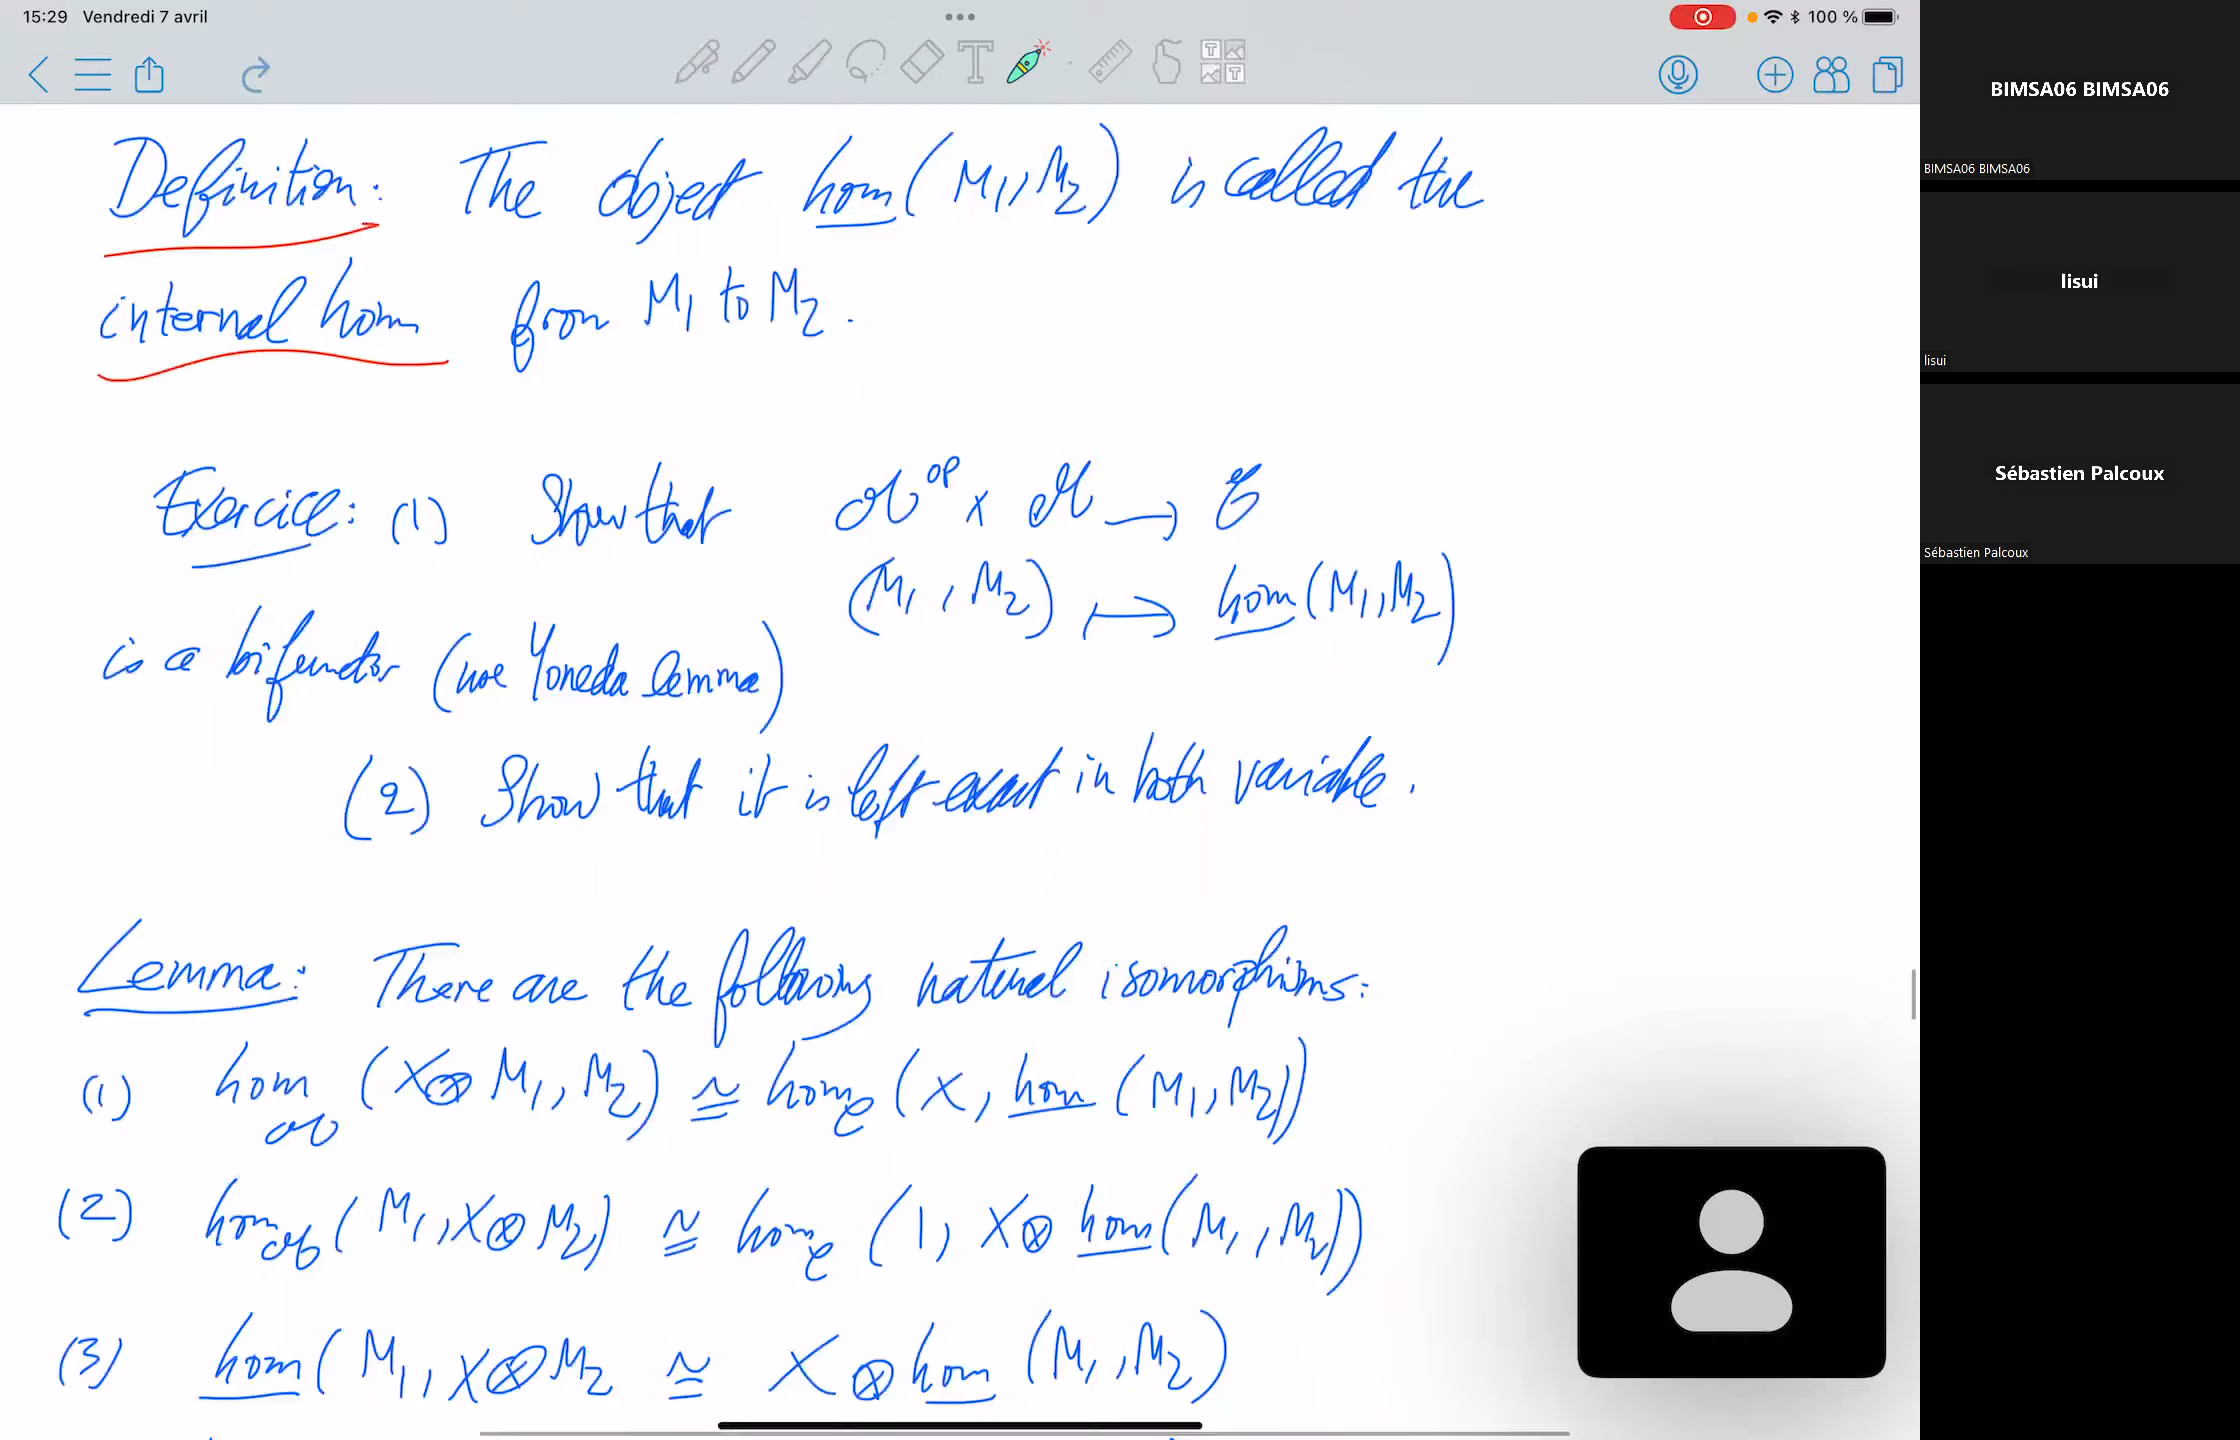 15:29 Vendredi 7 avril
100 %
Definition: The object hom(M₁, M₂) is called the
internal hom from M₁ to M₂.
Exercice: (1) Show that ℳ^op × ℳ → 𝒞
(M₁, M₂) ↦ hom(M₁, M₂)
is a bifunctor (use Yoneda lemma)
(2) Show that it is left exact in both variable.
Lemma: There are the following natural isomorphisms:
(1) hom_ℳ (X⊗M₁, M₂) ≅ hom_𝒞 (X, hom (M₁, M₂))
(2) hom_ℳ (M₁, X⊗M₂) ≅ hom_𝒞 (1, X⊗ hom(M₁, M₂))
(3) hom (M₁, X⊗M₂ ≅ X⊗hom (M₁, M₂)
BIMSA06 BIMSA06
BIMSA06 BIMSA06
lisui
lisui
Sébastien Palcoux
Sébastien Palcoux